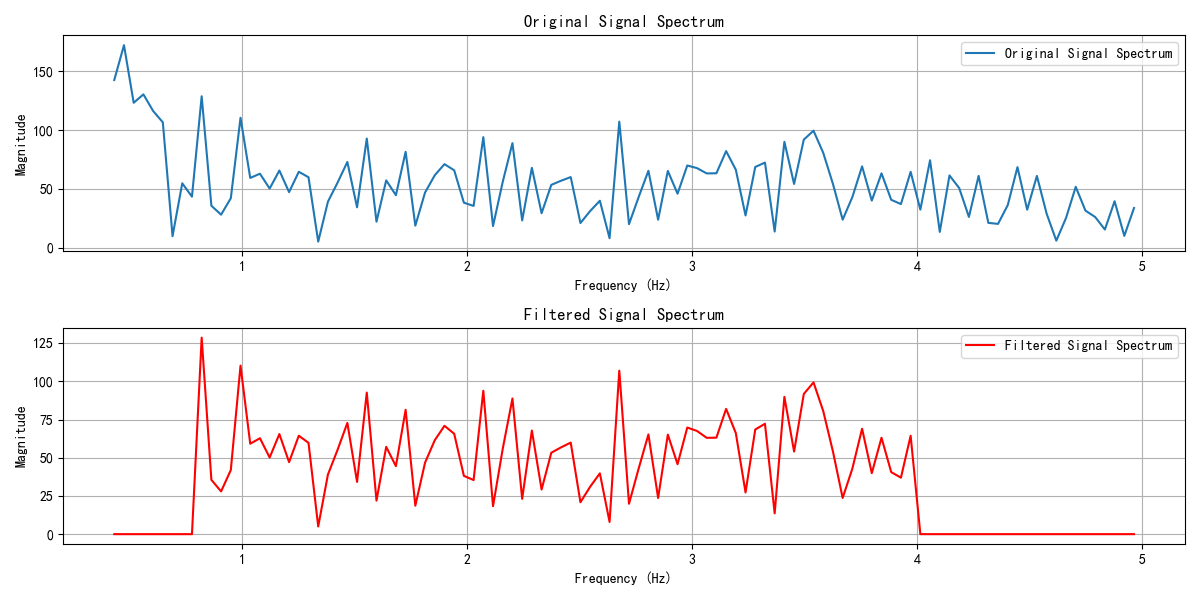 Original Signal Spectrum
Original Signal Spectrum
150
100
50
0
Magnitude
1 2 3 4 5
Frequency (Hz)
Filtered Signal Spectrum
Filtered Signal Spectrum
125
100
75
50
25
0
Magnitude
1 2 3 4 5
Frequency (Hz)